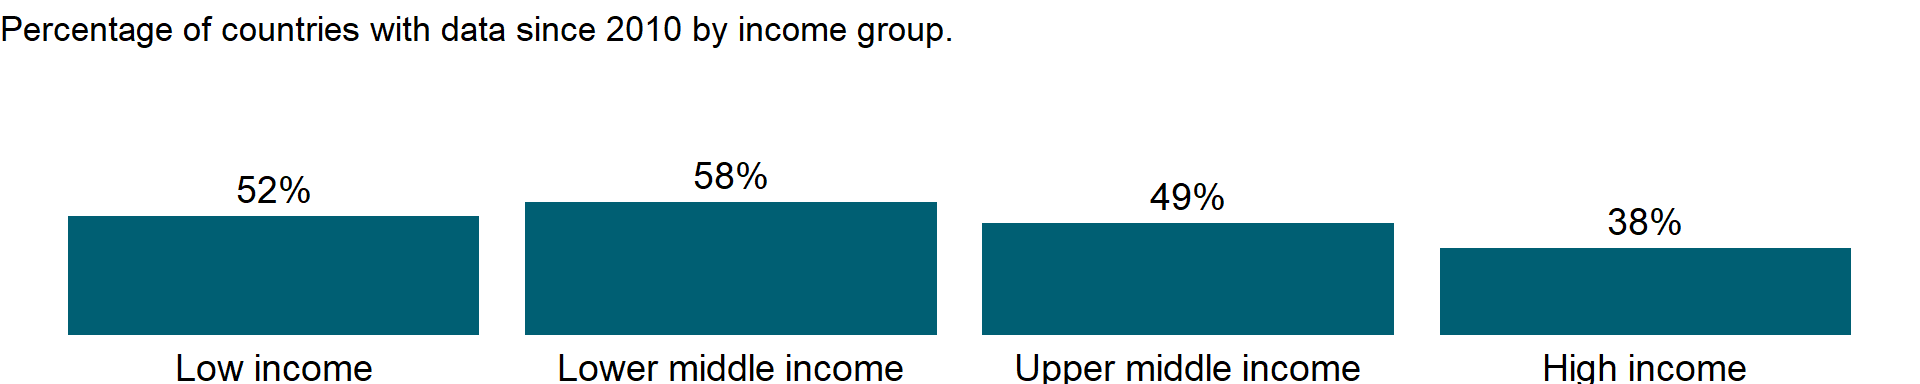 Percentage of countries with data since 2010 by income group.
52%
58%
49%
38%
Low income
Lower middle income
Upper middle income
High income